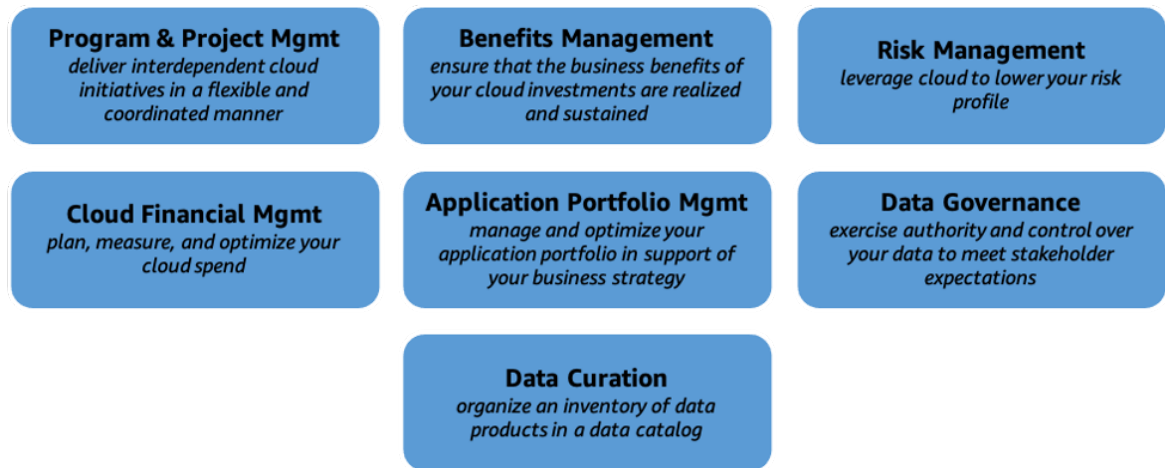 Program & Project Mgmt
deliver interdependent cloud
initiatives in a flexible and
coordinated manner
Benefits Management
ensure that the business benefits of
your cloud investments are realized
and sustained
Risk Management
leverage cloud to lower your risk
profile
Cloud Financial Mgmt
plan, measure, and optimize your
cloud spend
Application Portfolio Mgmt
manage and optimize your
application portfolio in support of
your business strategy
Data Governance
exercise authority and control over
your data to meet stakeholder
expectations
Data Curation
organize an inventory of data
products in a data catalog